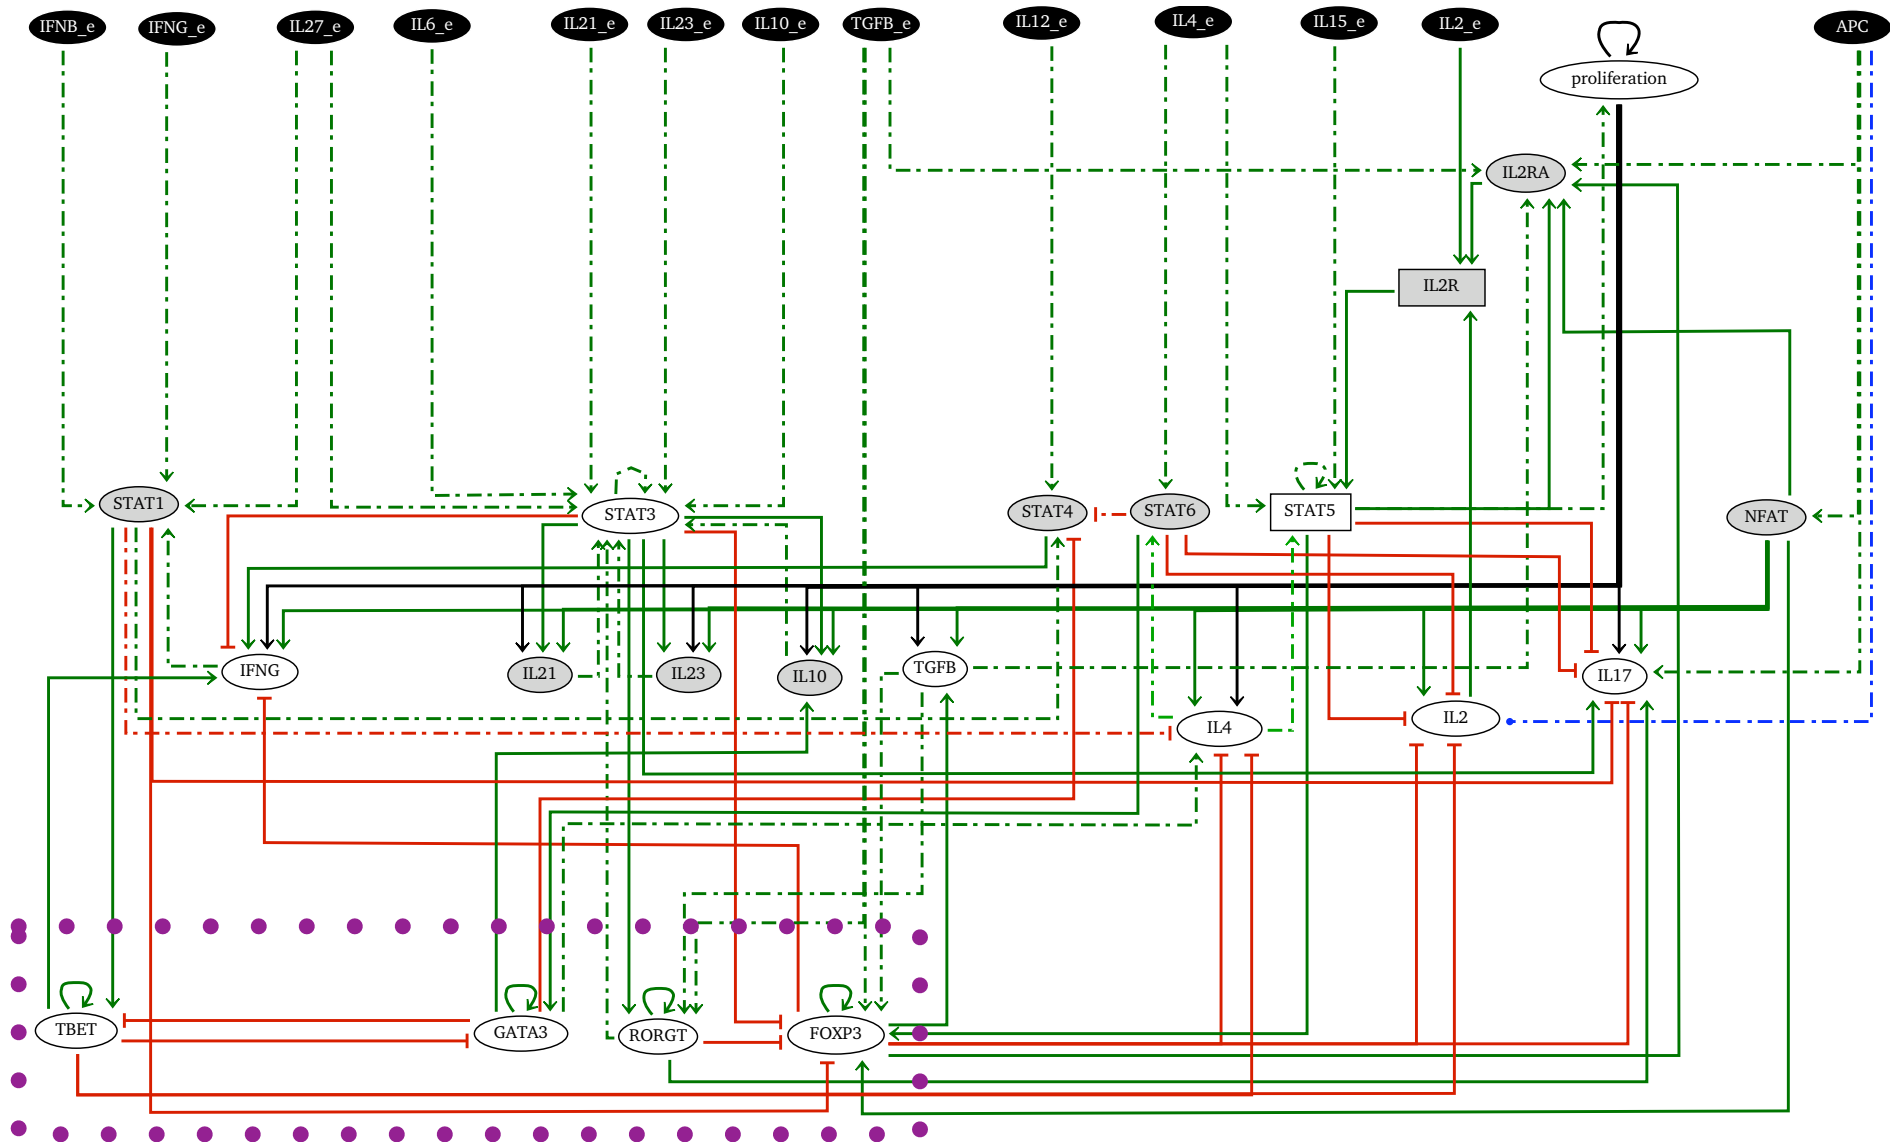 IFNB_e
IFNG_e
IL27_e
IL6_e
IL21_e
IL23_e
IL10_e
TGFB_e
IL12_e
IL4_e
IL15_e
IL2_e
APC
proliferation
IL2RA
IL2R
STAT1
STAT3
STAT4
STAT6
STAT5
NFAT
IFNG
IL21
IL23
IL10
TGFB
IL4
IL2
IL17
TBET
GATA3
RORGT
FOXP3